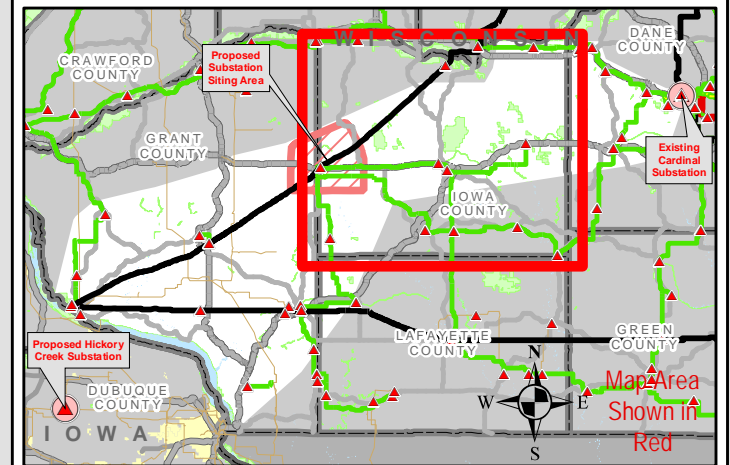 WISCONSIN
DANE
COUNTY
CRAWFORD
COUNTY
Proposed
Substation
Siting Area
GRANT
COUNTY
Existing
Cardinal
Substation
IOWA
COUNTY
Proposed Hickory
Creek Substation
LAFAYETTE
COUNTY
GREEN
COUNTY
DUBUQUE
COUNTY
IOWA
N
W
E
S
Map Area
Shown in
Red